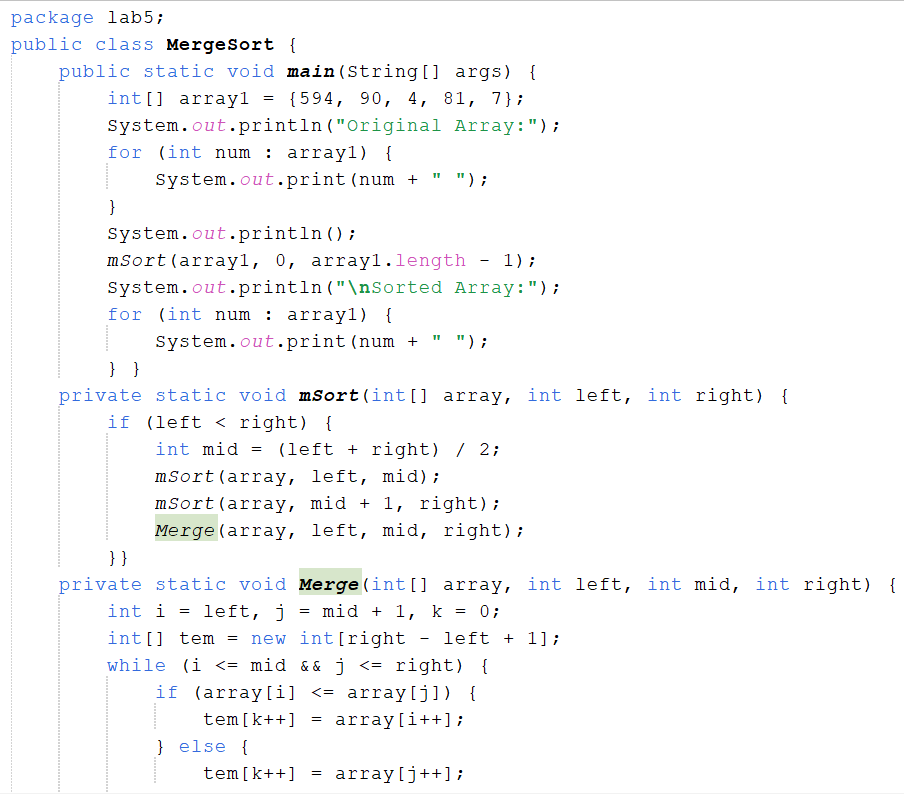 package lab5;
public class MergeSort {
    public static void main(String[] args) {
        int[] array1 = {594, 90, 4, 81, 7};
        System.out.println("Original Array:");
        for (int num : array1) {
            System.out.print(num + " ");
        }
        System.out.println();
        mSort(array1, 0, array1.length - 1);
        System.out.println("\nSorted Array:");
        for (int num : array1) {
            System.out.print(num + " ");
        } }
    private static void mSort(int[] array, int left, int right) {
        if (left < right) {
            int mid = (left + right) / 2;
            mSort(array, left, mid);
            mSort(array, mid + 1, right);
            Merge(array, left, mid, right);
        }}
    private static void Merge(int[] array, int left, int mid, int right) {
        int i = left, j = mid + 1, k = 0;
        int[] tem = new int[right - left + 1];
        while (i <= mid && j <= right) {
            if (array[i] <= array[j]) {
                tem[k++] = array[i++];
            } else {
                tem[k++] = array[j++];